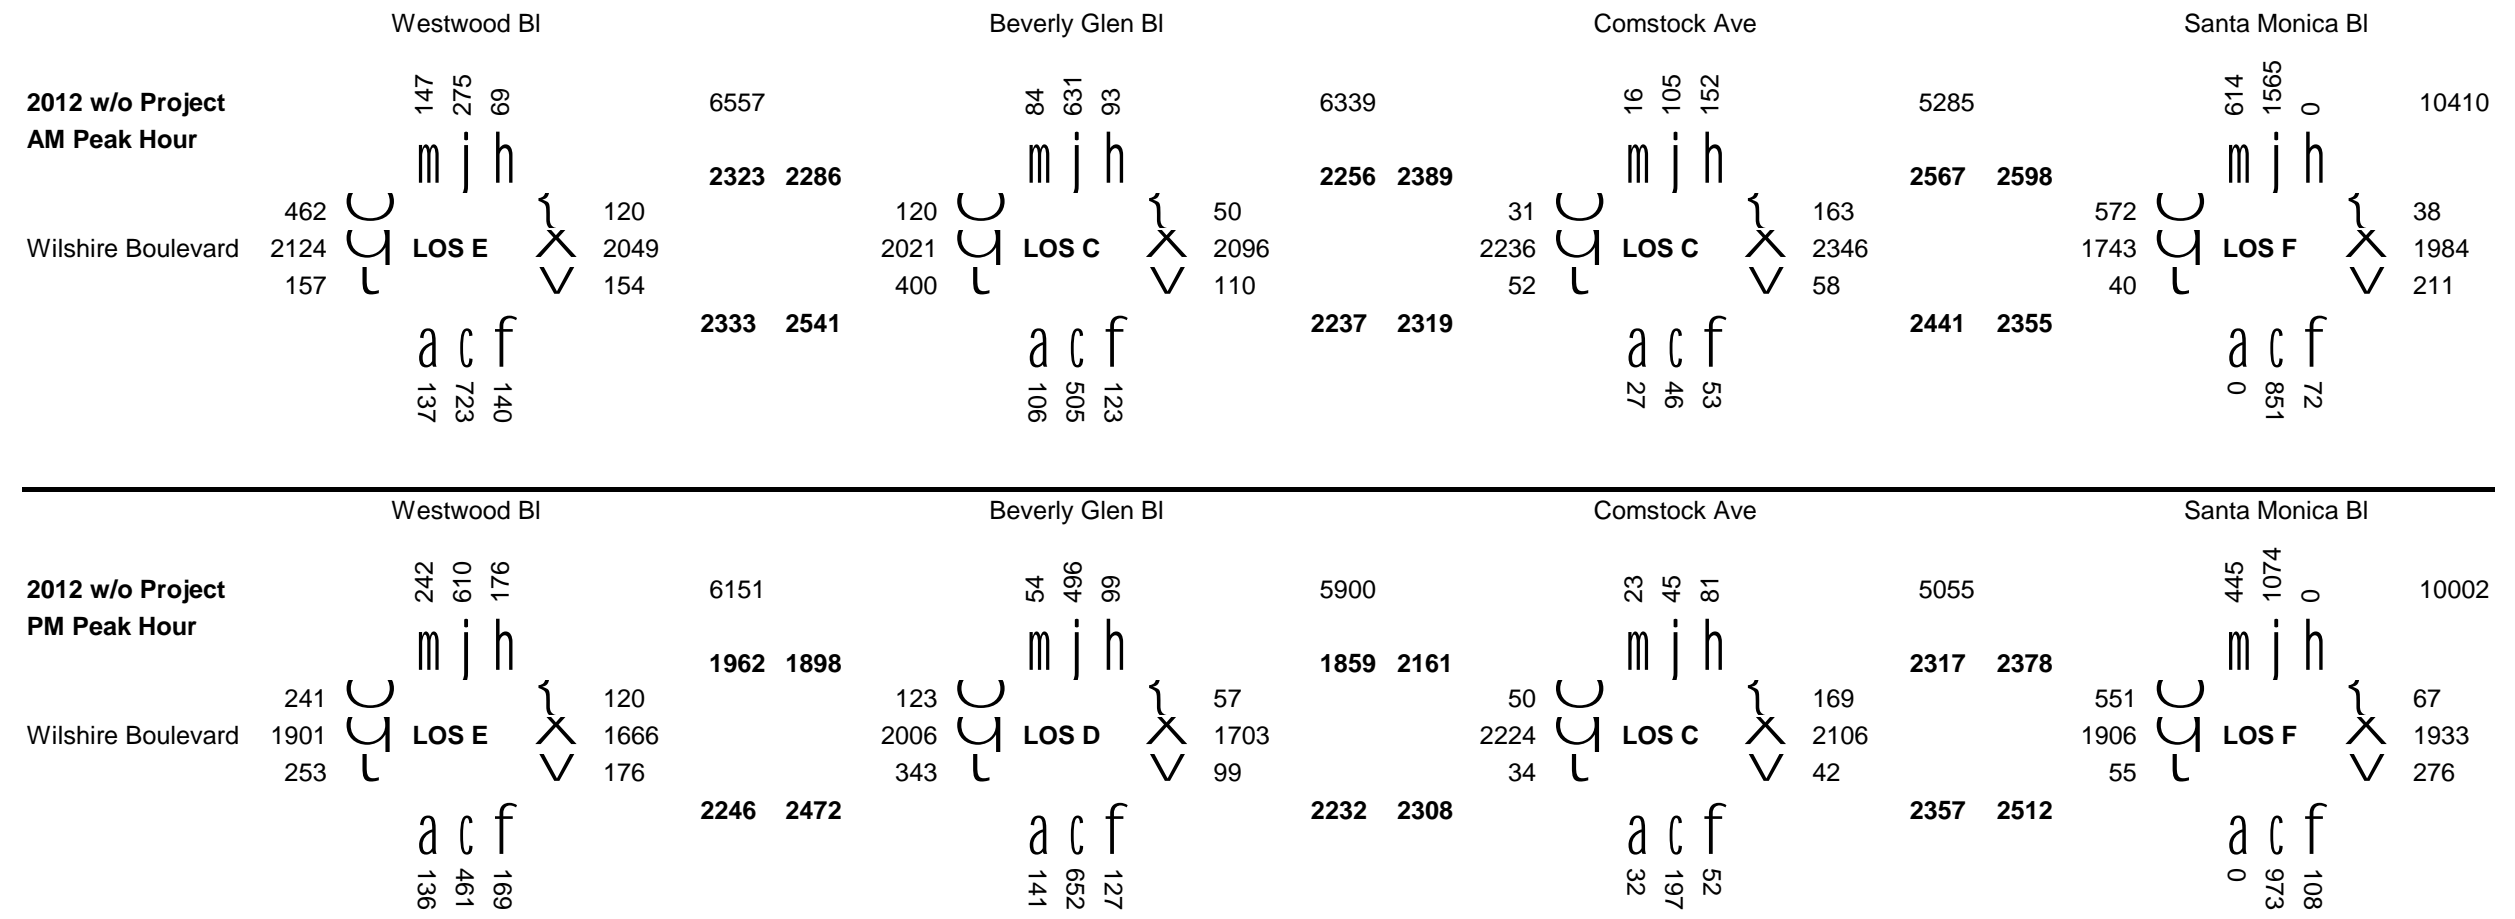 Westwood Bl Beverly Glen Bl Comstock Ave Santa Monica Bl
147 275 69 84 631 93 16 105 152 614 1565 0
2012 w/o Project 6557 6339 5285 10410
AM Peak Hour
m j h m j h m j h m j h
2323 2286 2256 2389 2567 2598
462 120 120 50 31 163 572 38
Wilshire Boulevard 2124 LOS E 2049 2021 LOS C 2096 2236 LOS C 2346 1743 LOS F 1984
157 154 400 110 52 58 40 211
2333 2541 2237 2319 2441 2355
a c f a c f a c f a c f
137 723 140 106 505 123 27 46 53 0 851 72
Westwood Bl Beverly Glen Bl Comstock Ave Santa Monica Bl
242 610 176 54 496 99 23 45 81 445 1074 0
2012 w/o Project 6151 5900 5055 10002
PM Peak Hour
m j h m j h m j h m j h
1962 1898 1859 2161 2317 2378
241 120 123 57 50 169 551 67
Wilshire Boulevard 1901 LOS E 1666 2006 LOS D 1703 2224 LOS C 2106 1906 LOS F 1933
253 176 343 99 34 42 55 276
2246 2472 2232 2308 2357 2512
a c f a c f a c f a c f
136 461 169 141 652 127 32 197 52 0 973 108